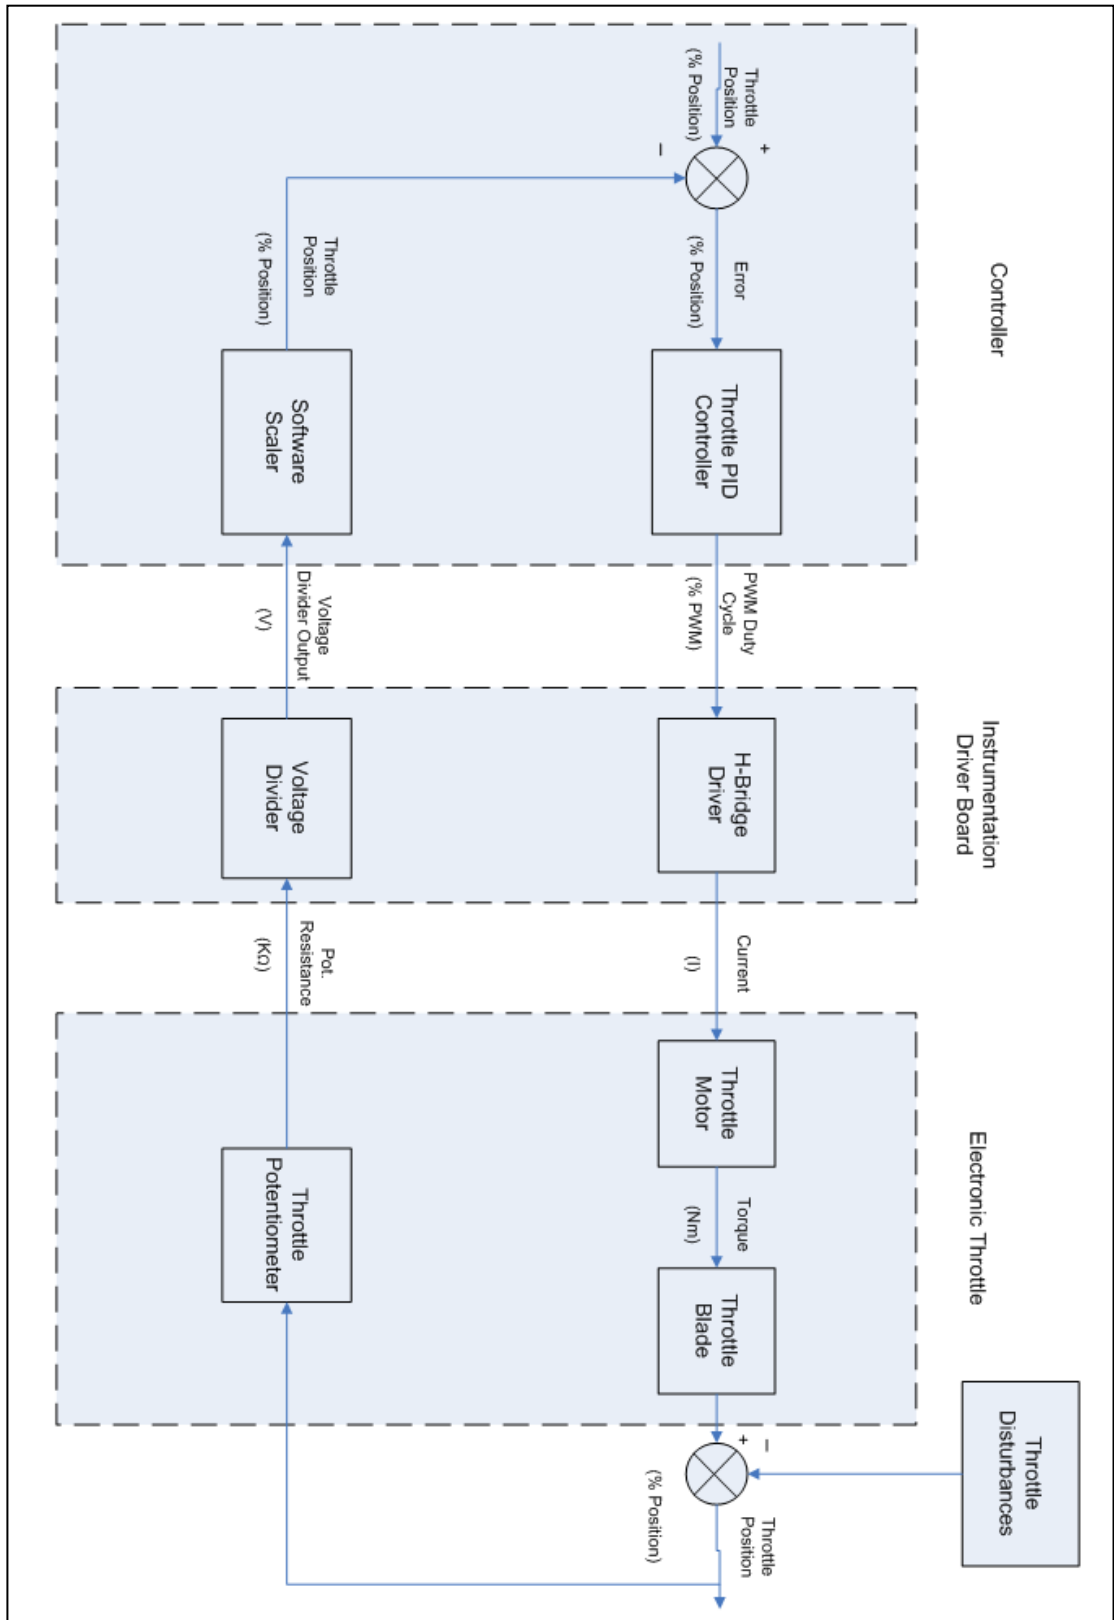 Controller
Instrumentation
Driver Board
Electronic Throttle
Throttle
Disturbances
Throttle
Position
(% Position)
+
−
Error
(% Position)
Throttle PID
Controller
PWM Duty
Cycle
(% PWM)
H-Bridge
Driver
Current
(I)
Throttle
Motor
Torque
(Nm)
Throttle
Blade
−
+
Throttle
Position
(% Position)
Throttle
Position
(% Position)
Software
Scaler
Voltage
Divider Output
(V)
Voltage
Divider
Pot.
Resistance
(KΩ)
Throttle
Potentiometer